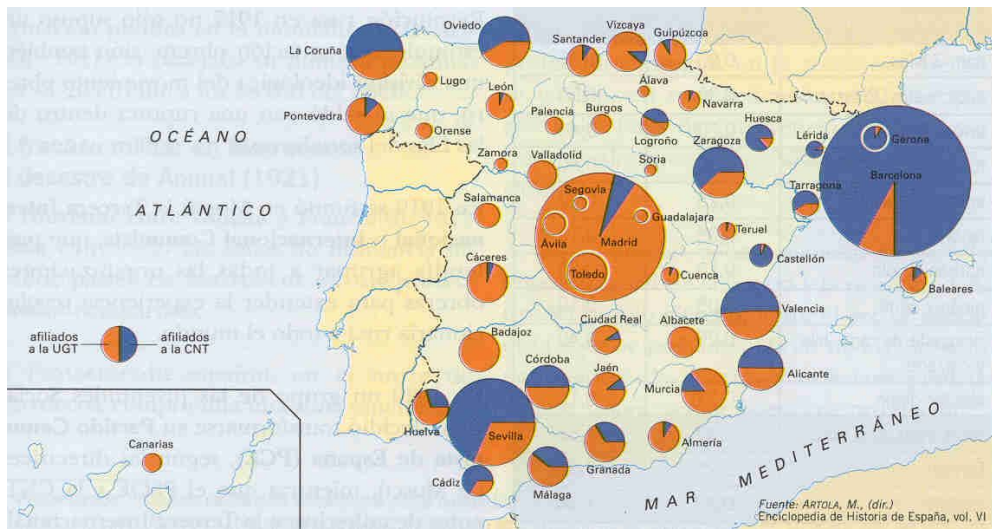 La Coruña
Oviedo
Santander
Vizcaya
Guipúzcoa
Lugo
Álava
Pontevedra
León
Palencia
Burgos
Navarra
Huesca
Orense
Logroño
Zaragoza
Lérida
Gerona
Barcelona
Zamora
Valladolid
Soria
Tarragona
OCÉANO
ATLÁNTICO
Salamanca
Segovia
Guadalajara
Ávila
Madrid
Teruel
Castellón
Cáceres
Toledo
Cuenca
Baleares
Valencia
afiliados
a la UGT
afiliados
a la CNT
Badajoz
Ciudad Real
Albacete
Córdoba
Jaén
Murcia
Alicante
Huelva
Sevilla
Granada
Almería
Canarias
Cádiz
Málaga
MAR MEDITERRÁNEO
Fuente: ARTOLA, M., (dir.)
Enciclopedia de Historia de España, vol. VI